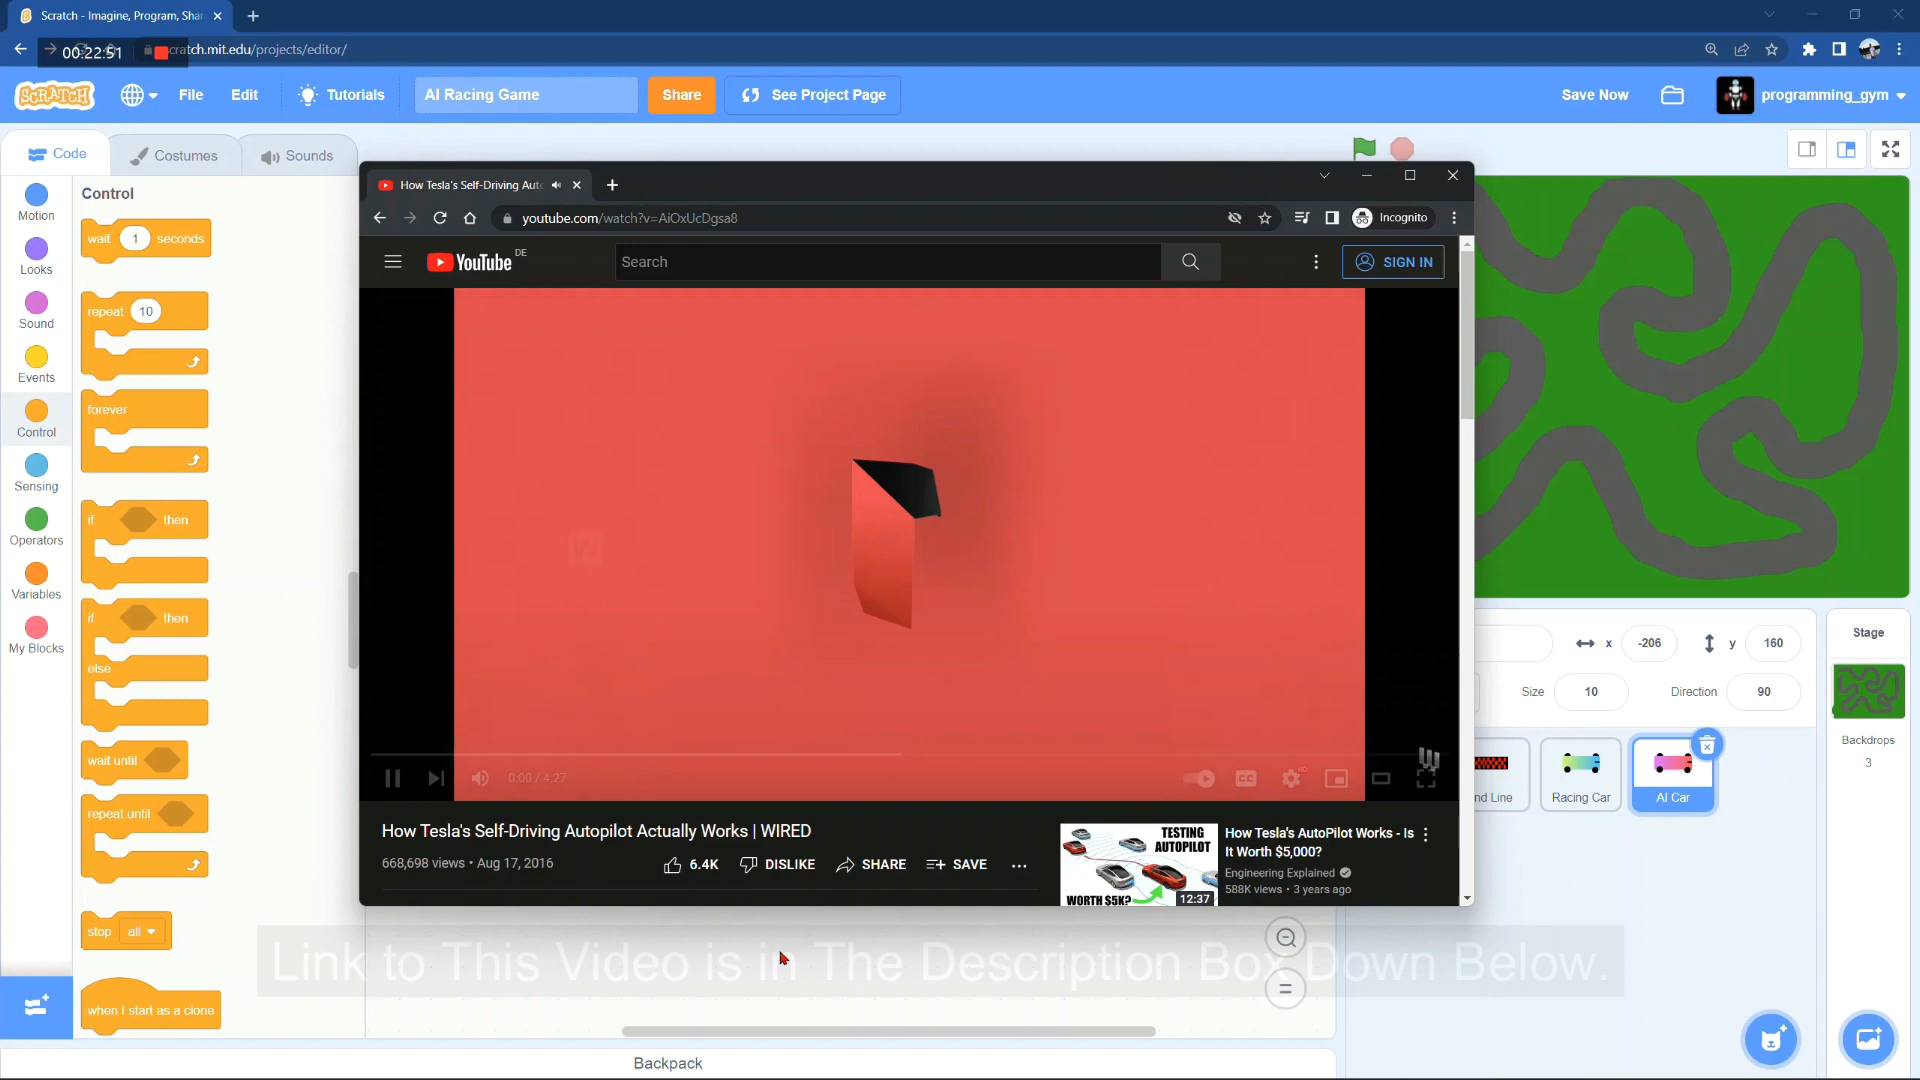 Scratch - Imagine, Program, Shar
00:22:51
cratch.mit.edu/projects/editor/
SCRATCH
File
Edit
Tutorials
AI Racing Game
Share
See Project Page
Save Now
programming_gym
Code
Costumes
Sounds
Motion
Looks
Sound
Events
Control
Sensing
Operators
Variables
My Blocks
Control
wait 1 seconds
repeat 10
forever
if then
if then
else
wait until
repeat until
stop all
when I start as a clone
How Tesla's Self-Driving Aut
youtube.com/watch?v=AiOxUcDgsa8
Incognito
YouTube DE
Search
SIGN IN
W
0:00 / 4:27
CC
HD
How Tesla's Self-Driving Autopilot Actually Works | WIRED
668,698 views • Aug 17, 2016
6.4K
DISLIKE
SHARE
SAVE
TESTING
AUTOPILOT
WORTH $5K?
12:37
How Tesla's AutoPilot Works - Is
It Worth $5,000?
Engineering Explained
588K views • 3 years ago
Link to This Video is in The Description Box Down Below.
x -206
y 160
Size 10
Direction 90
nd Line
Racing Car
AI Car
Stage
Backdrops
3
Backpack